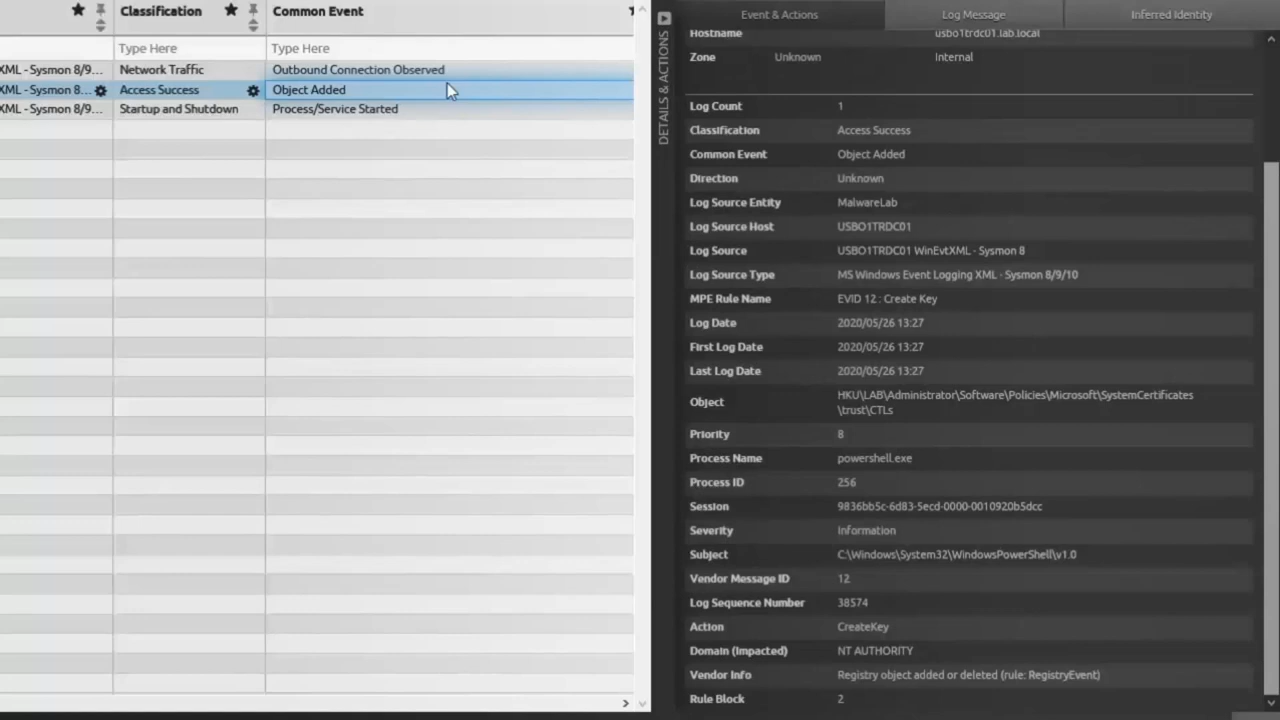 Classification
Common Event
Type Here
Type Here
XML - Sysmon 8/9... Network Traffic Outbound Connection Observed
XML - Sysmon 8... Access Success Object Added
XML - Sysmon 8/9... Startup and Shutdown Process/Service Started
DETAILS & ACTIONS
Event & Actions
Log Message
Inferred Identity
Hostname usbo1trdc01.lab.local
Zone Unknown Internal
Log Count 1
Classification Access Success
Common Event Object Added
Direction Unknown
Log Source Entity MalwareLab
Log Source Host USBO1TRDC01
Log Source USBO1TRDC01 WinEvtXML - Sysmon 8
Log Source Type MS Windows Event Logging XML - Sysmon 8/9/10
MPE Rule Name EVID 12 : Create Key
Log Date 2020/05/26 13:27
First Log Date 2020/05/26 13:27
Last Log Date 2020/05/26 13:27
Object HKU\LAB\Administrator\Software\Policies\Microsoft\SystemCertificates
\trust\CTLs
Priority 8
Process Name powershell.exe
Process ID 256
Session 9836bb5c-6d83-5ecd-0000-0010920b5dcc
Severity Information
Subject C:\Windows\System32\WindowsPowerShell\v1.0
Vendor Message ID 12
Log Sequence Number 38574
Action CreateKey
Domain (Impacted) NT AUTHORITY
Vendor Info Registry object added or deleted (rule: RegistryEvent)
Rule Block 2